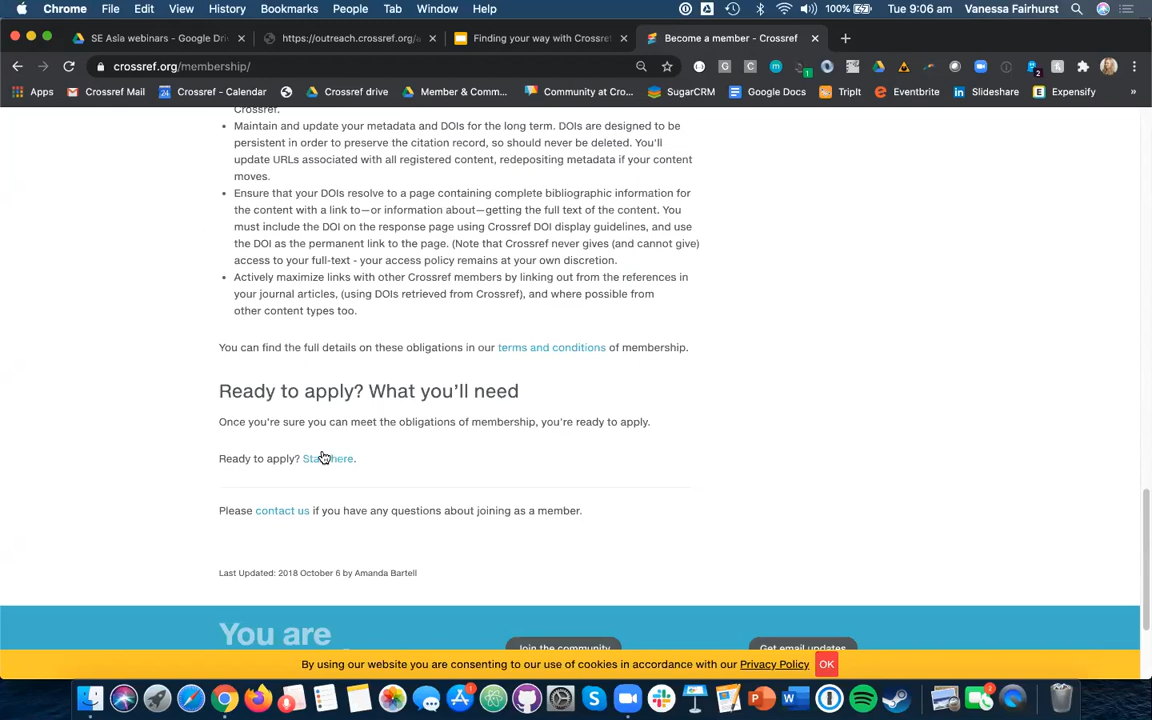 Chrome File Edit View History Bookmarks People Tab Window Help 100% Tue 9:06 am Vanessa Fairhurst
SE Asia webinars - Google Dri https://outreach.crossref.org/ Finding your way with Crossref Become a member - Crossref
crossref.org/membership/
Apps Crossref Mail Crossref - Calendar Crossref drive Member & Comm... Community at Cro... SugarCRM Google Docs TripIt Eventbrite Slideshare Expensify
Crossref.
• Maintain and update your metadata and DOIs for the long term. DOIs are designed to be
persistent in order to preserve the citation record, so should never be deleted. You'll
update URLs associated with all registered content, redepositing metadata if your content
moves.
• Ensure that your DOIs resolve to a page containing complete bibliographic information for
the content with a link to—or information about—getting the full text of the content. You
must include the DOI on the response page using Crossref DOI display guidelines, and use
the DOI as the permanent link to the page. (Note that Crossref never gives (and cannot give)
access to your full-text - your access policy remains at your own discretion.
• Actively maximize links with other Crossref members by linking out from the references in
your journal articles, (using DOIs retrieved from Crossref), and where possible from
other content types too.
You can find the full details on these obligations in our terms and conditions of membership.
Ready to apply? What you'll need
Once you're sure you can meet the obligations of membership, you're ready to apply.
Ready to apply? Start here.
Please contact us if you have any questions about joining as a member.
Last Updated: 2018 October 6 by Amanda Bartell
You are
Join the community Get email updates
By using our website you are consenting to our use of cookies in accordance with our Privacy Policy OK